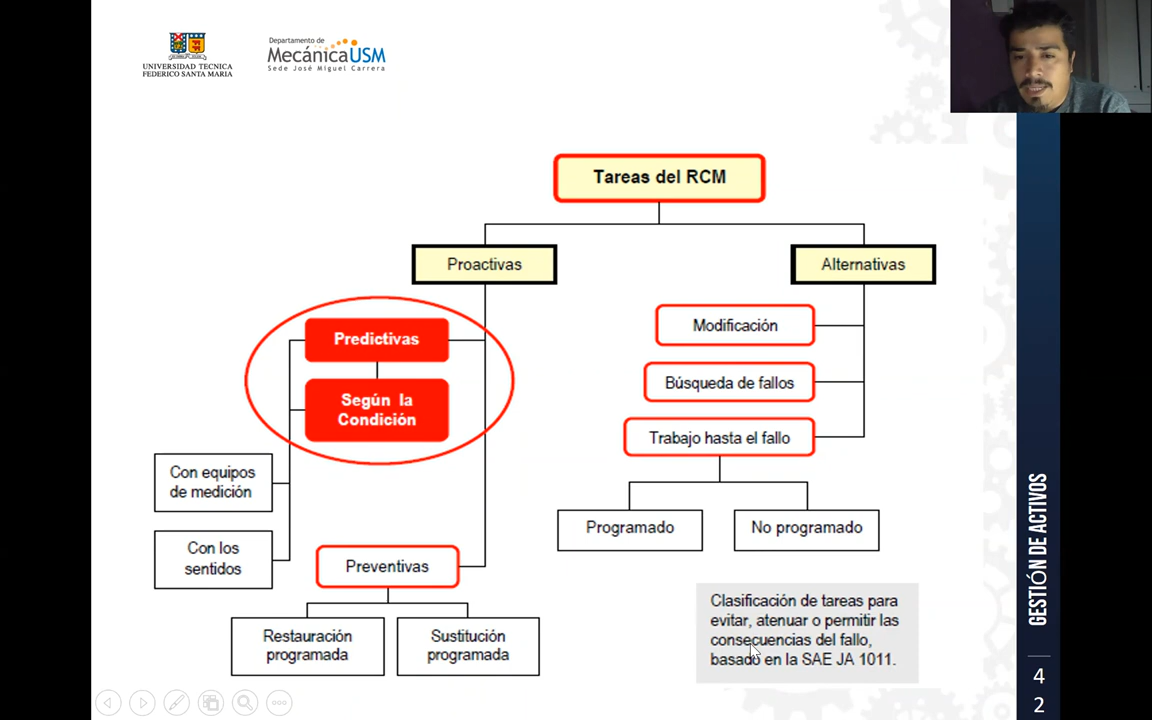 UNIVERSIDAD TECNICA
FEDERICO SANTA MARIA
Departamento de
MecánicaUSM
Sede José Miguel Carrera
Tareas del RCM
Proactivas
Alternativas
Predictivas
Según la
Condición
Con equipos
de medición
Con los
sentidos
Preventivas
Restauración
programada
Sustitución
programada
Modificación
Búsqueda de fallos
Trabajo hasta el fallo
Programado
No programado
Clasificación de tareas para
evitar, atenuar o permitir las
consecuencias del fallo,
basado en la SAE JA 1011.
GESTIÓN DE ACTIVOS
4
2